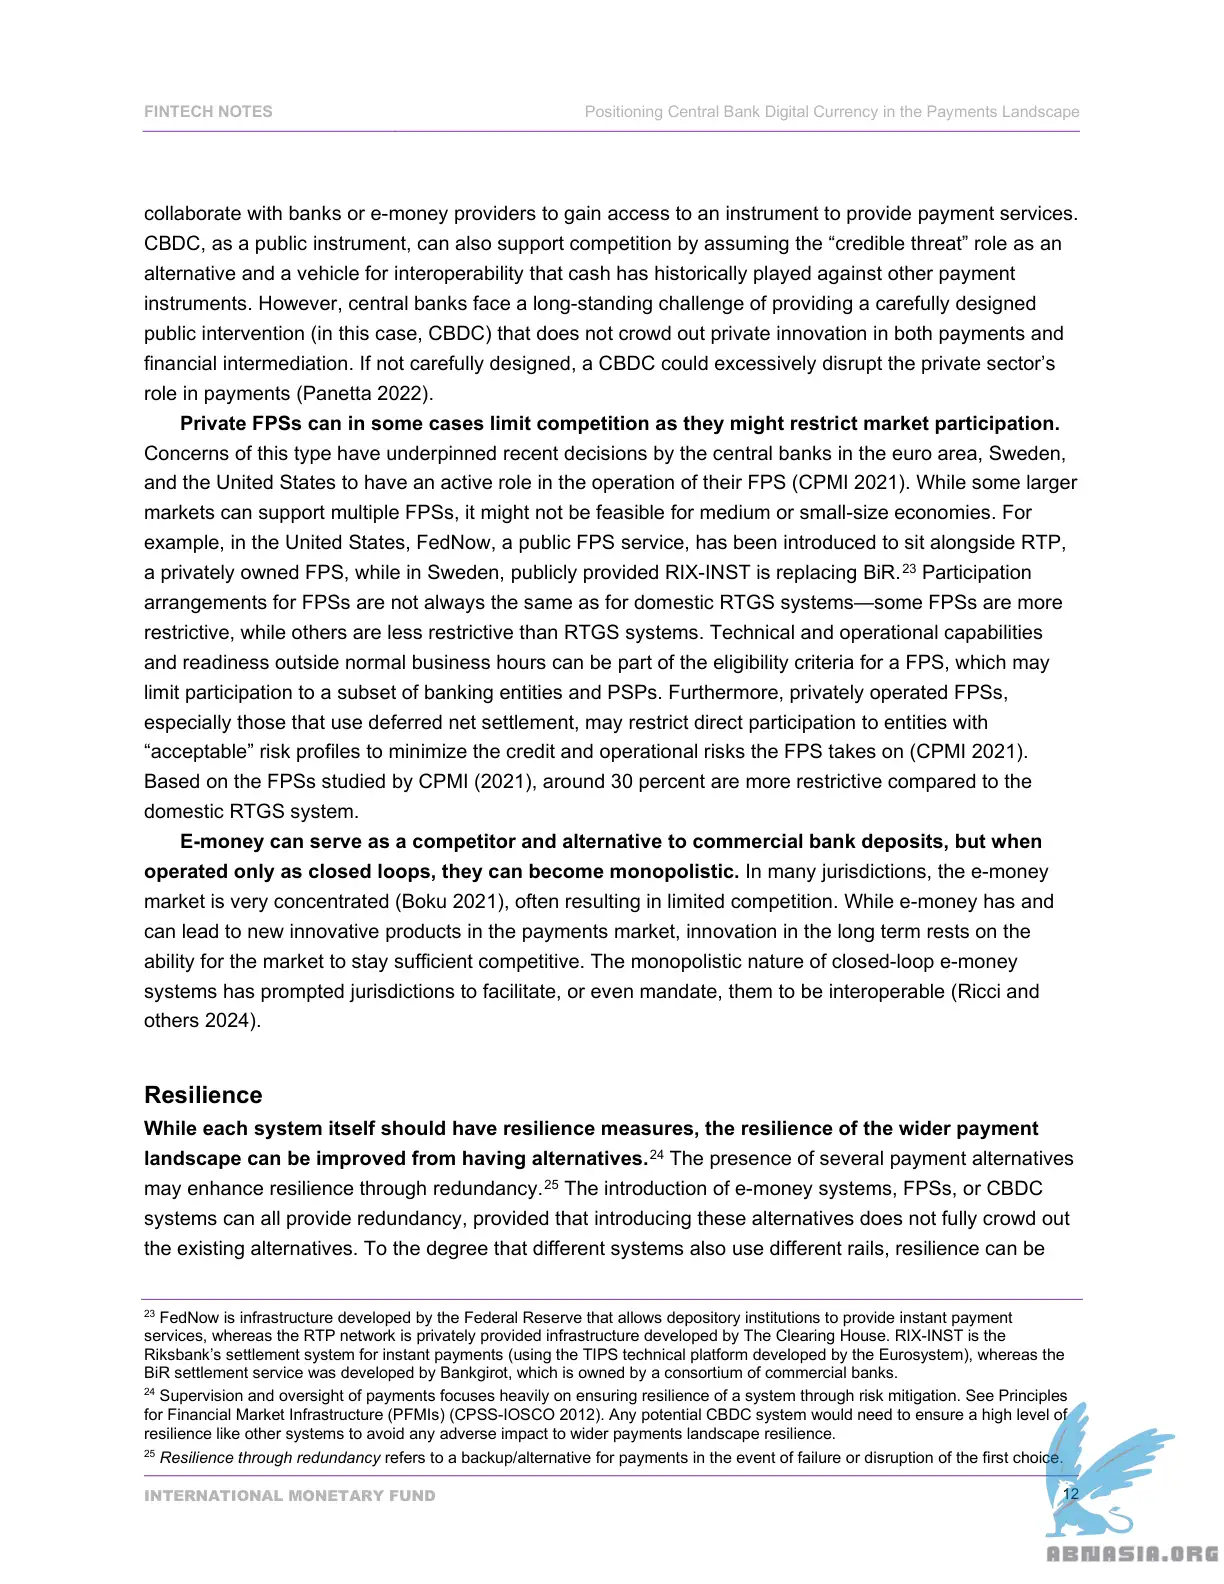 FINTECH NOTES Positioning Central Bank Digital Currency in the Payments Landscape
collaborate with banks or e-money providers to gain access to an instrument to provide payment services.
CBDC, as a public instrument, can also support competition by assuming the “credible threat” role as an
alternative and a vehicle for interoperability that cash has historically played against other payment
instruments. However, central banks face a long-standing challenge of providing a carefully designed
public intervention (in this case, CBDC) that does not crowd out private innovation in both payments and
financial intermediation. If not carefully designed, a CBDC could excessively disrupt the private sector’s
role in payments (Panetta 2022).
Private FPSs can in some cases limit competition as they might restrict market participation.
Concerns of this type have underpinned recent decisions by the central banks in the euro area, Sweden,
and the United States to have an active role in the operation of their FPS (CPMI 2021). While some larger
markets can support multiple FPSs, it might not be feasible for medium or small-size economies. For
example, in the United States, FedNow, a public FPS service, has been introduced to sit alongside RTP,
a privately owned FPS, while in Sweden, publicly provided RIX-INST is replacing BiR.23 Participation
arrangements for FPSs are not always the same as for domestic RTGS systems—some FPSs are more
restrictive, while others are less restrictive than RTGS systems. Technical and operational capabilities
and readiness outside normal business hours can be part of the eligibility criteria for a FPS, which may
limit participation to a subset of banking entities and PSPs. Furthermore, privately operated FPSs,
especially those that use deferred net settlement, may restrict direct participation to entities with
“acceptable” risk profiles to minimize the credit and operational risks the FPS takes on (CPMI 2021).
Based on the FPSs studied by CPMI (2021), around 30 percent are more restrictive compared to the
domestic RTGS system.
E-money can serve as a competitor and alternative to commercial bank deposits, but when
operated only as closed loops, they can become monopolistic. In many jurisdictions, the e-money
market is very concentrated (Boku 2021), often resulting in limited competition. While e-money has and
can lead to new innovative products in the payments market, innovation in the long term rests on the
ability for the market to stay sufficient competitive. The monopolistic nature of closed-loop e-money
systems has prompted jurisdictions to facilitate, or even mandate, them to be interoperable (Ricci and
others 2024).
Resilience
While each system itself should have resilience measures, the resilience of the wider payment
landscape can be improved from having alternatives.24 The presence of several payment alternatives
may enhance resilience through redundancy.25 The introduction of e-money systems, FPSs, or CBDC
systems can all provide redundancy, provided that introducing these alternatives does not fully crowd out
the existing alternatives. To the degree that different systems also use different rails, resilience can be
23 FedNow is infrastructure developed by the Federal Reserve that allows depository institutions to provide instant payment
services, whereas the RTP network is privately provided infrastructure developed by The Clearing House. RIX-INST is the
Riksbank’s settlement system for instant payments (using the TIPS technical platform developed by the Eurosystem), whereas the
BiR settlement service was developed by Bankgirot, which is owned by a consortium of commercial banks.
24 Supervision and oversight of payments focuses heavily on ensuring resilience of a system through risk mitigation. See Principles
for Financial Market Infrastructure (PFMIs) (CPSS-IOSCO 2012). Any potential CBDC system would need to ensure a high level of
resilience like other systems to avoid any adverse impact to wider payments landscape resilience.
25 Resilience through redundancy refers to a backup/alternative for payments in the event of failure or disruption of the first choice.
INTERNATIONAL MONETARY FUND 12
ABNASIA.ORG